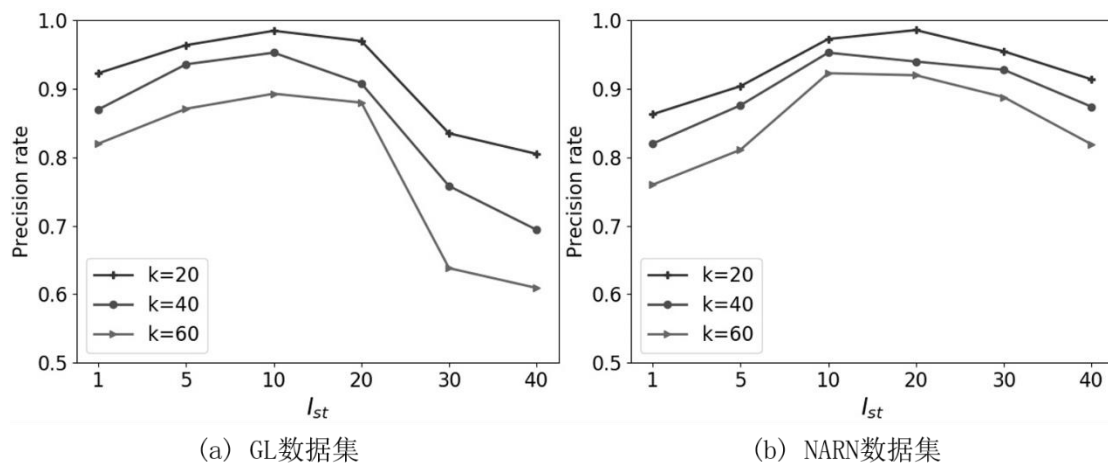 1.0
0.9
0.8
0.7
0.6
0.5
Precision rate
k=20
k=40
k=60
1 5 10 20 30 40
I_st
(a) GL数据集
1.0
0.9
0.8
0.7
0.6
0.5
Precision rate
k=20
k=40
k=60
1 5 10 20 30 40
I_st
(b) NARN数据集